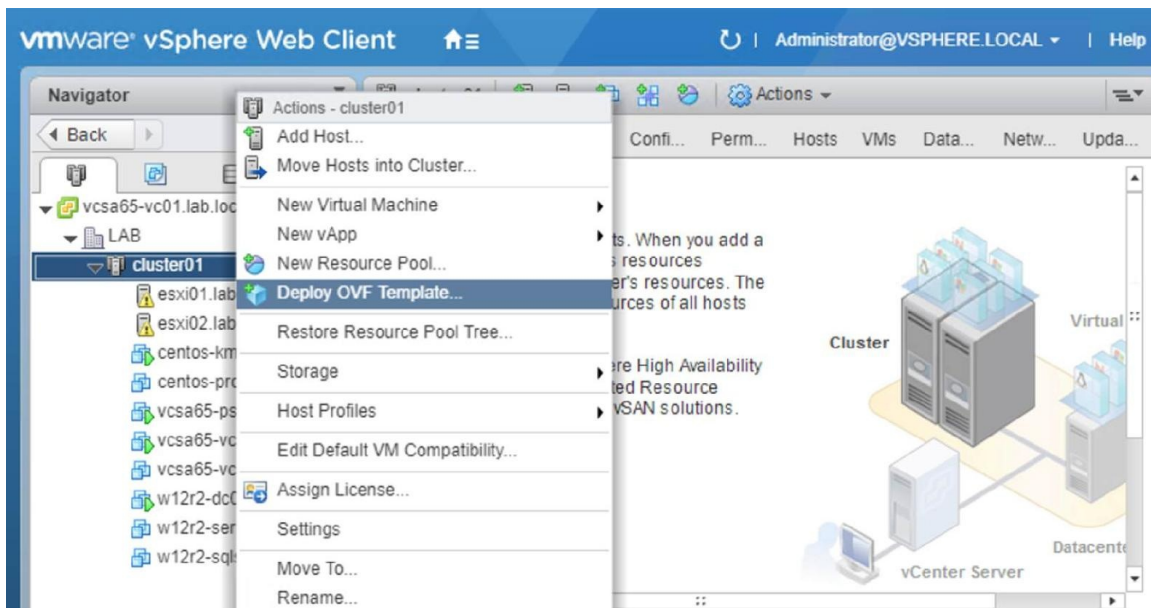 vmware® vSphere Web Client
Administrator@VSPHERE.LOCAL | Help
Navigator
Actions
Back
Confi... Perm... Hosts VMs Data... Netw... Upda...
vcsa65-vc01.lab.loc
LAB
cluster01
esxi01.lab
esxi02.lab
centos-km
centos-pro
vcsa65-ps
vcsa65-vc
vcsa65-vc
w12r2-dc0
w12r2-ser
w12r2-sqls
Actions - cluster01
Add Host...
Move Hosts into Cluster...
New Virtual Machine
New vApp
New Resource Pool...
Deploy OVF Template...
Restore Resource Pool Tree...
Storage
Host Profiles
Edit Default VM Compatibility...
Assign License...
Settings
Move To...
Rename...
ts. When you add a
resources
er's resources. The
urces of all hosts
ere High Availability
ted Resource
vSAN solutions.
Cluster
Virtual
Datacente
vCenter Server